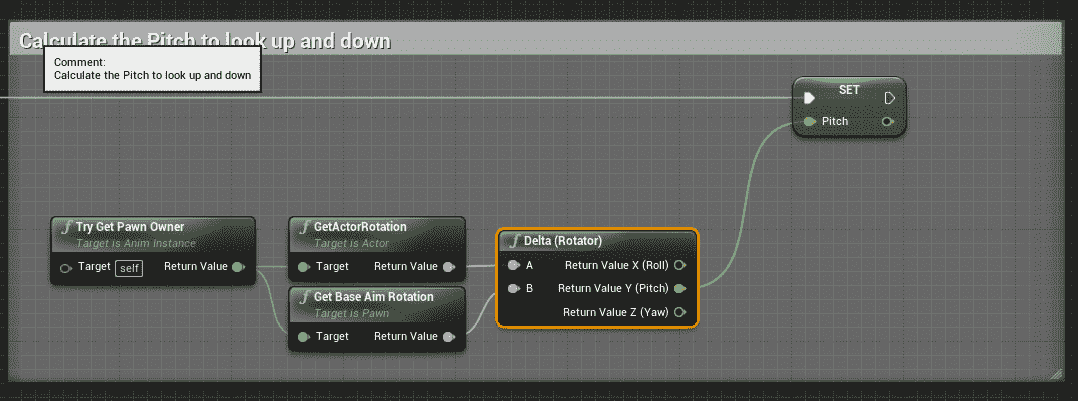 Calculate the Pitch to look up and down
Comment:
Calculate the Pitch to look up and down
SET
Pitch
Try Get Pawn Owner
Target is Anim Instance
Target self Return Value
GetActorRotation
Target is Actor
Target Return Value
Get Base Aim Rotation
Target is Pawn
Target Return Value
Delta (Rotator)
A Return Value X (Roll)
B Return Value Y (Pitch)
Return Value Z (Yaw)